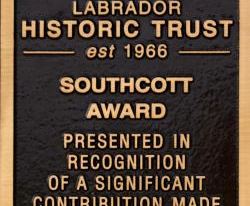 LABRADOR
HISTORIC TRUST
est 1966
SOUTHCOTT
AWARD
PRESENTED IN
RECOGNITION
OF A SIGNIFICANT
CONTRIBUTION MADE